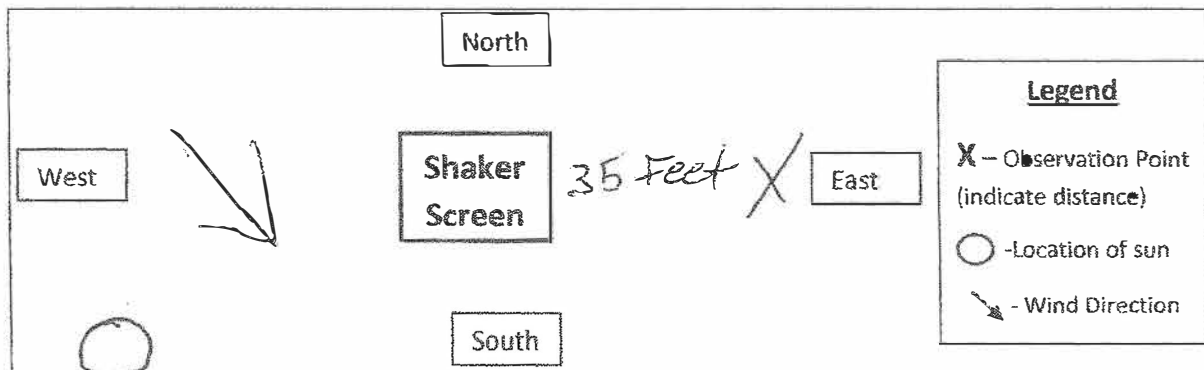 North
West
Shaker
Screen
35 Feet X
East
South
Legend
X – Observation Point
(indicate distance)
-Location of sun
- Wind Direction